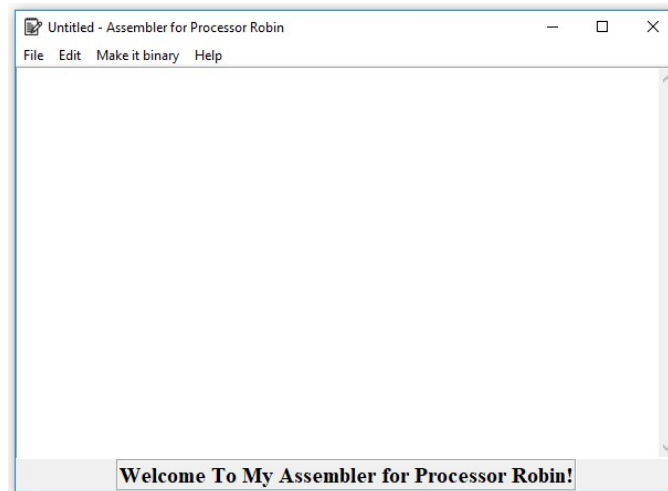 Untitled - Assembler for Processor Robin
File Edit Make it binary Help
Welcome To My Assembler for Processor Robin!